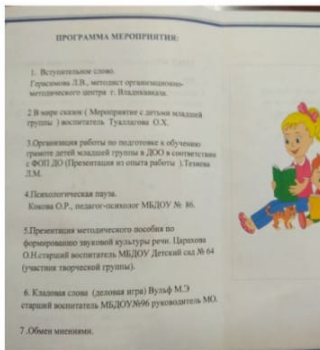 ПРОГРАММА МЕРОПРИЯТИЯ:
1. Вступительное слово.
Герасимова Л.В., методист организационно-
методического центра г. Владикавказа.
2 В мире сказок ( Мероприятие с детьми младшей
группы ) воспитатель Туаллагова О.Х.
3.Организация работы по подготовке к обучению
грамоте детей младшей группы в ДОО в соответствии
с ФОП ДО (Презентация из опыта работы ).Тезиева
Л.М.
4.Психологическая пауза.
Кокова О.Р., педагог-психолог МБДОУ № 86.
5.Презентация методического пособия по
формированию звуковой культуры речи. Царахова
О.Н.старший воспитатель МБДОУ Детский сад № 64
(участник творческой группы).
6. Кладовая слова (деловая игра) Вульф М.Э
старший воспитатель МБДОУ№96 руководитель МО.
7 .Обмен мнениями.